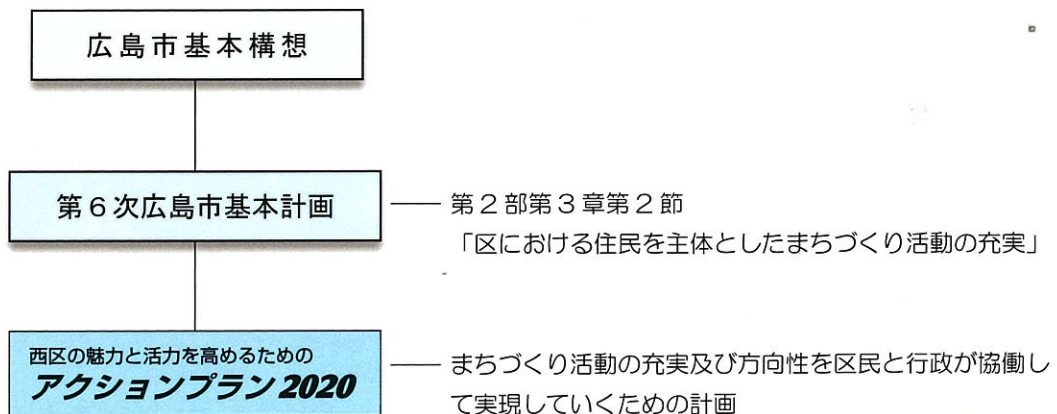 広島市基本構想
第6次広島市基本計画
第2部第3章第2節
「区における住民を主体としたまちづくり活動の充実」
西区の魅力と活力を高めるための
アクションプラン2020
まちづくり活動の充実及び方向性を区民と行政が協働し
て実現していくための計画